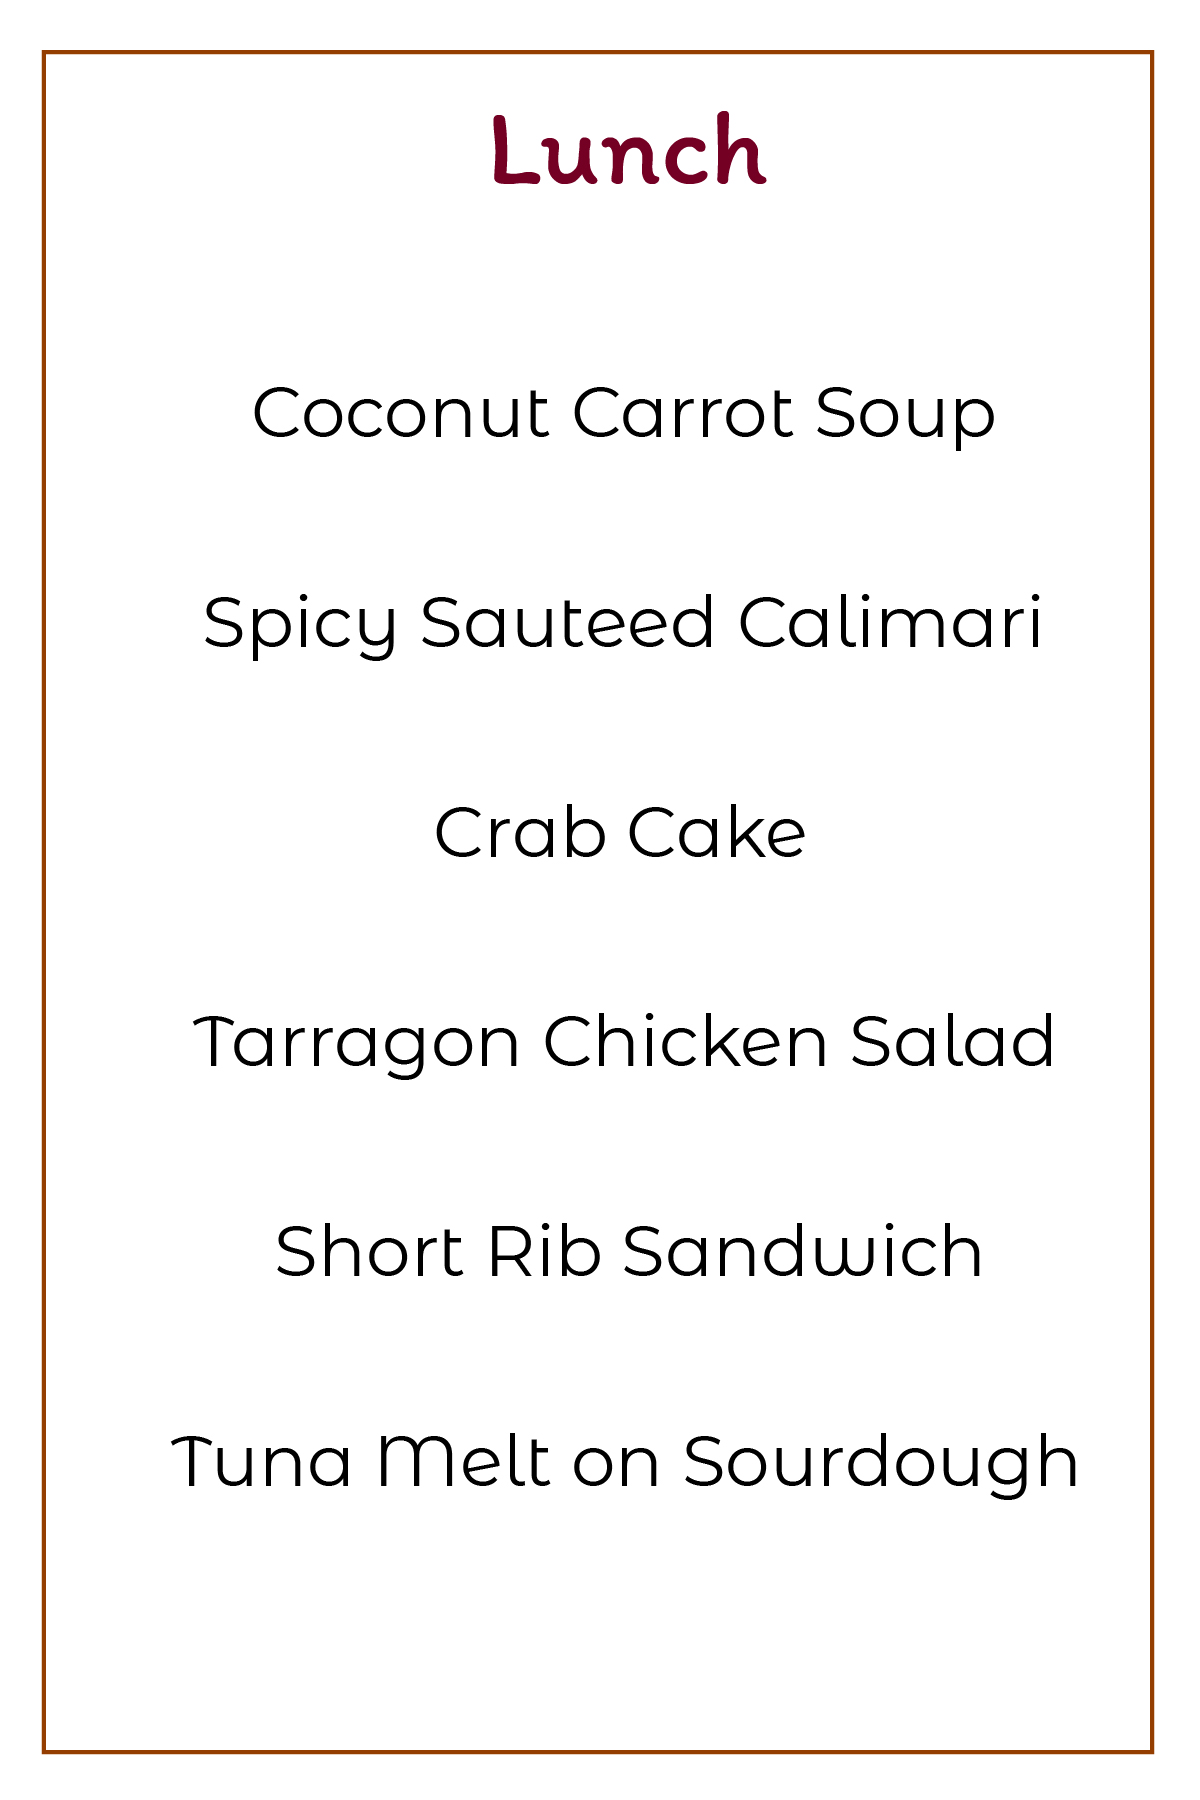 Lunch
Coconut Carrot Soup
Spicy Sauteed Calimari
Crab Cake
Tarragon Chicken Salad
Short Rib Sandwich
Tuna Melt on Sourdough